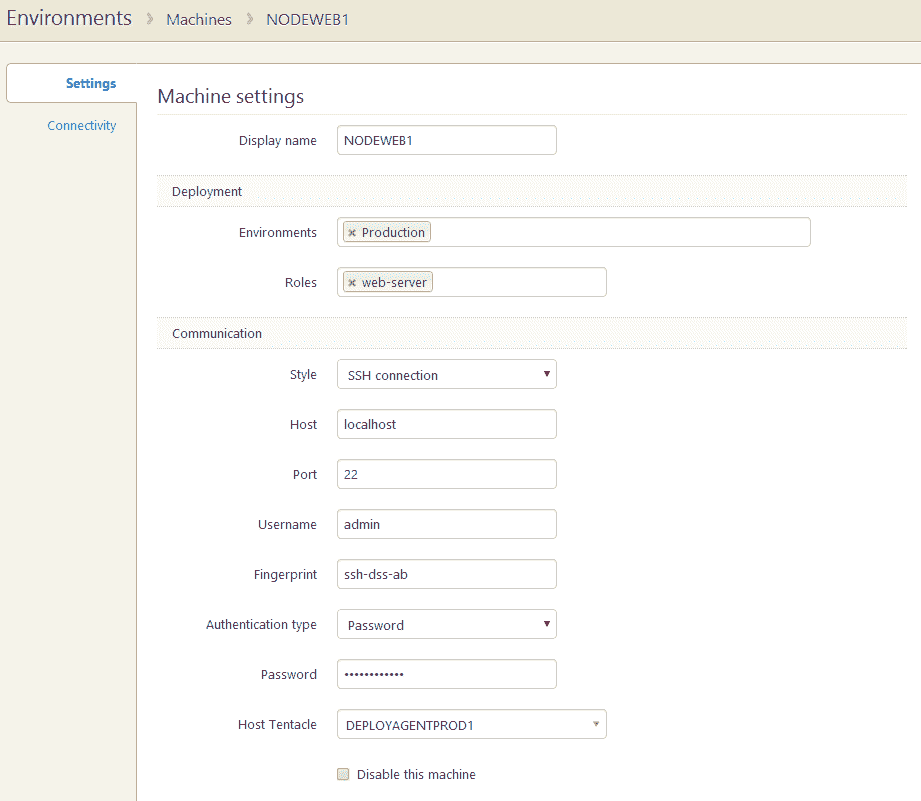 Environments » Machines » NODEWEB1
Settings
Connectivity
Machine settings
Display name NODEWEB1
Deployment
Environments × Production
Roles × web-server
Communication
Style SSH connection
Host localhost
Port 22
Username admin
Fingerprint ssh-dss-ab
Authentication type Password
Password ••••••••••••
Host Tentacle DEPLOYAGENTPROD1
Disable this machine